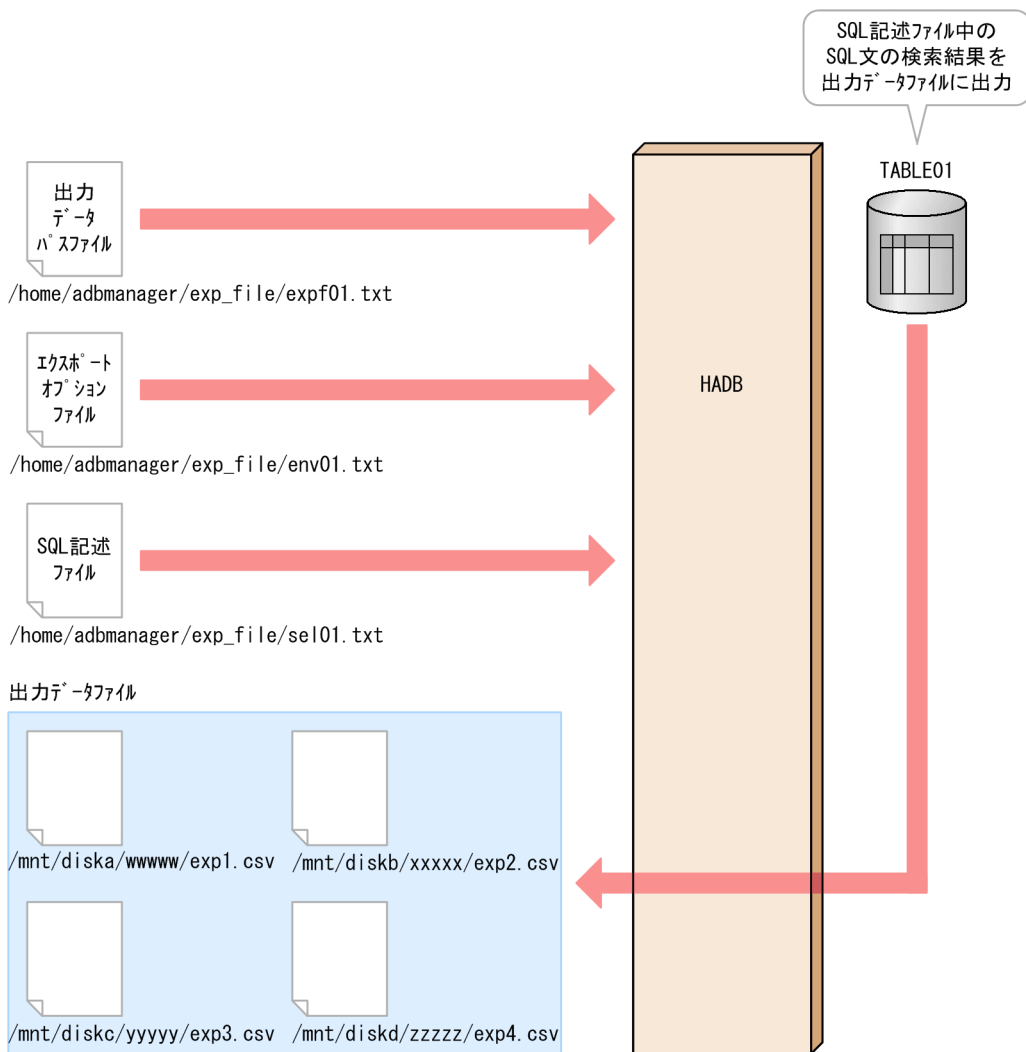 SQL記述ファイル中の
SQL文の検索結果を
出力データファイルに出力
TABLE01
出力
データ
パスファイル
/home/adbmanager/exp_file/expf01.txt
エクスポート
オプション
ファイル
/home/adbmanager/exp_file/env01.txt
HADB
SQL記述
ファイル
/home/adbmanager/exp_file/sel01.txt
出力データファイル
/mnt/diska/wwwww/exp1.csv
/mnt/diskb/xxxxx/exp2.csv
/mnt/diskc/yyyyy/exp3.csv
/mnt/diskd/zzzzz/exp4.csv